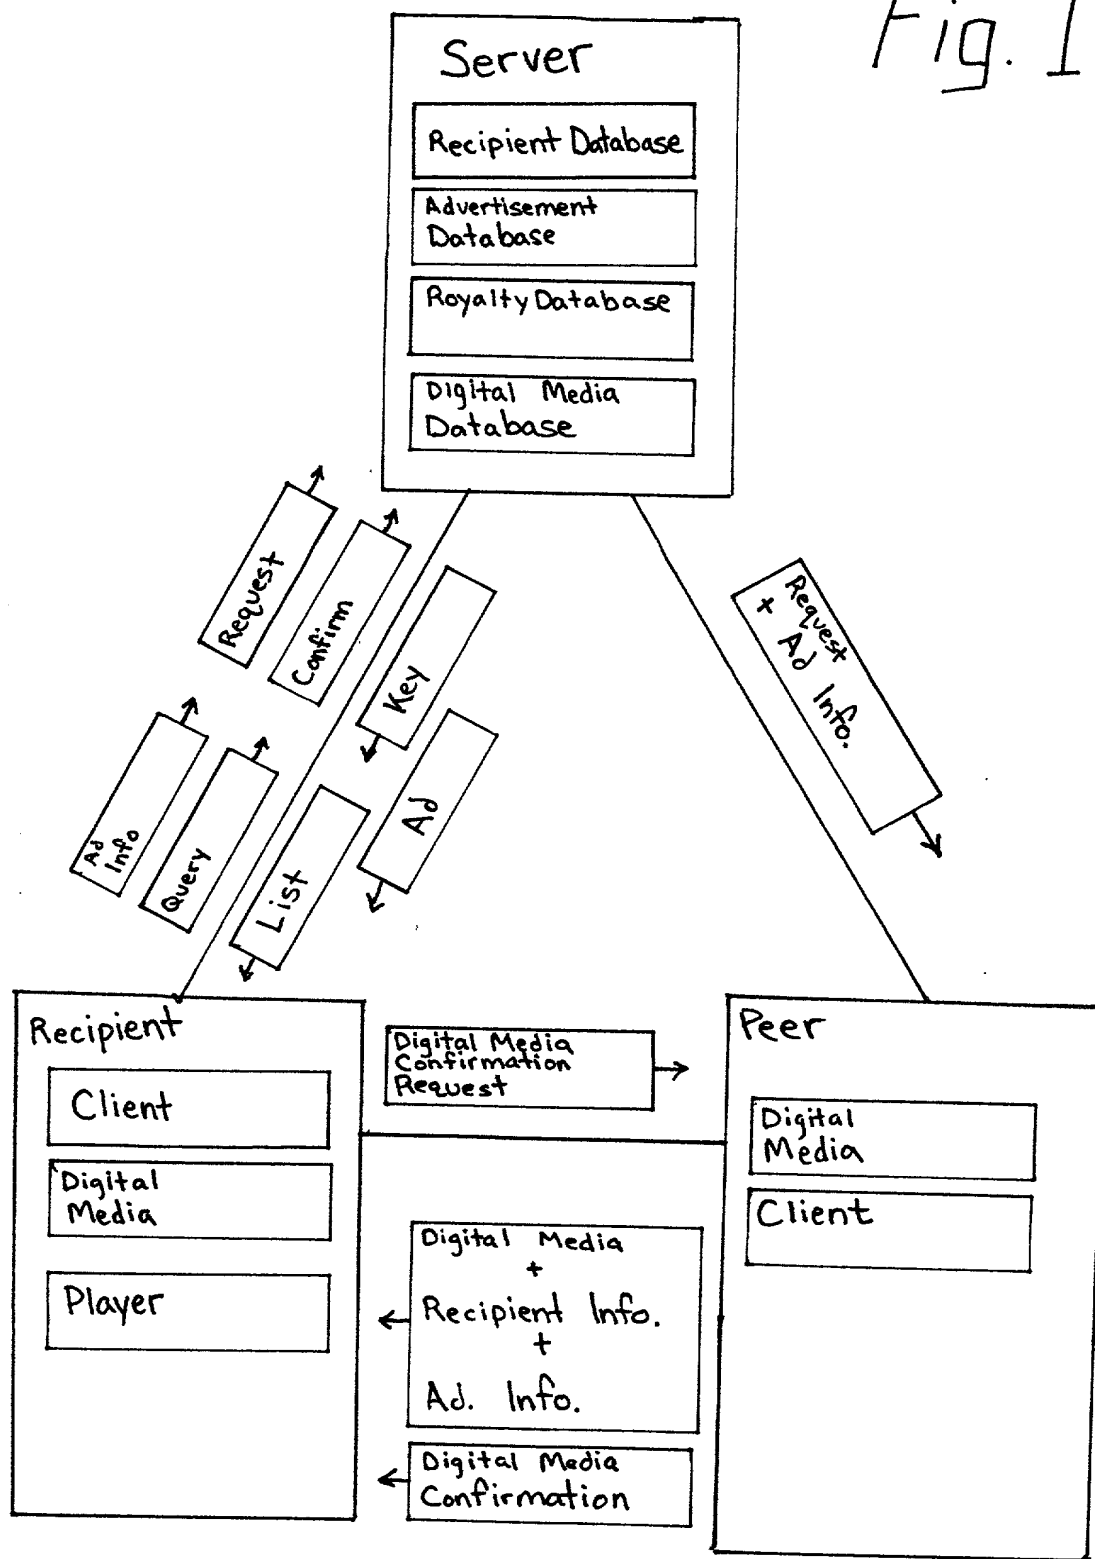 Fig. 1
Server
Recipient Database
Advertisement
Database
Royalty Database
Digital Media
Database
Request
Confirm
Key
Request
+ Ad Info.
Ad
Info
Query
List
Ad
Recipient
Client
Digital
Media
Player
Digital Media
Confirmation
Request
Digital Media
+
Recipient Info.
+
Ad. Info.
Digital Media
Confirmation
Peer
Digital
Media
Client